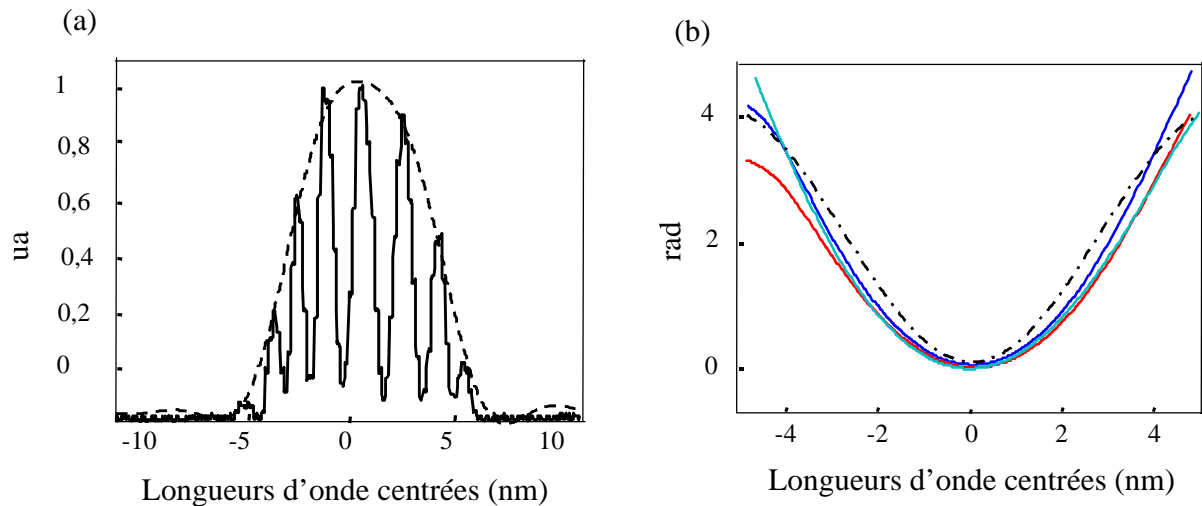 (a)
1
0,8
0,6
0,4
0,2
0
ua
-10 -5 0 5 10
Longueurs d’onde centrées (nm)
(b)
4
2
0
rad
-4 -2 0 2 4
Longueurs d’onde centrées (nm)